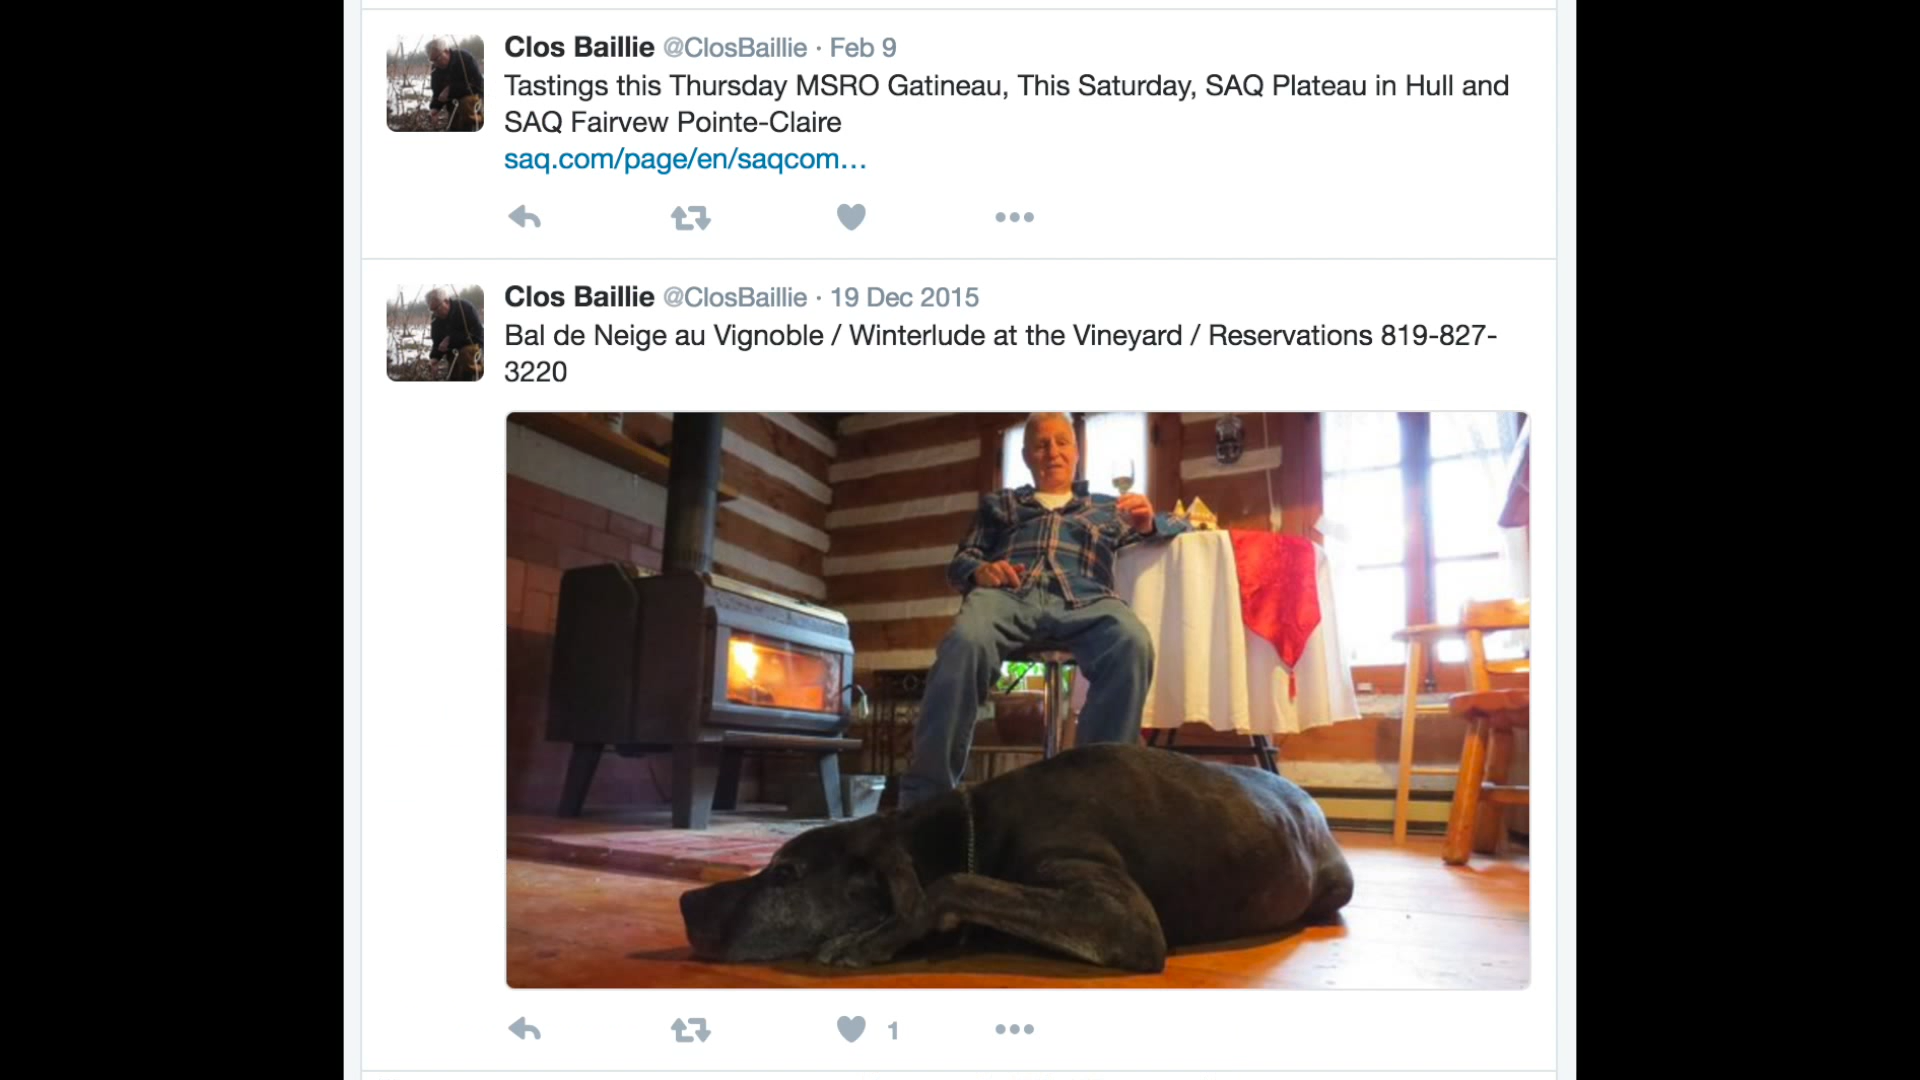 Clos Baillie @ClosBaillie · Feb 9
Tastings this Thursday MSRO Gatineau, This Saturday, SAQ Plateau in Hull and
SAQ Fairvew Pointe-Claire
saq.com/page/en/saqcom…
Clos Baillie @ClosBaillie · 19 Dec 2015
Bal de Neige au Vignoble / Winterlude at the Vineyard / Reservations 819-827-
3220
1